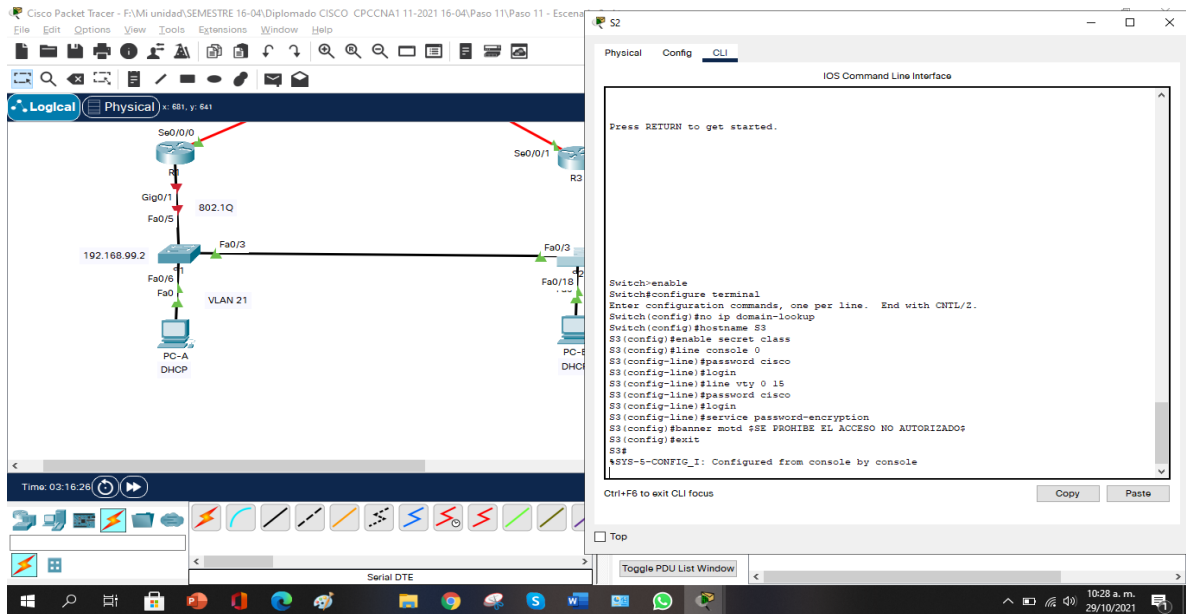 Cisco Packet Tracer - F:\Mi unidad\SEMESTRE 16-04\Diplomado CISCO CPCCNA1 11-2021 16-04\Paso 11\Paso 11 -
File Edit Options View Tools Extensions Window Help
Logical
Physical
x: 681, y: 641
Se0/0/0
R1
Gig0/1
802.1Q
Fa0/5
192.168.99.2
Fa0/3
Fa0/6
Fa0
VLAN 21
PC-A
DHCP
Se0/0/1
R3
Fa0/3
Fa0/18
Time: 03:16:26
Serial DTE
S2
Physical Config CLI
IOS Command Line Interface
Press RETURN to get started.
Switch>enable
Switch#configure terminal
Enter configuration commands, one per line. End with CNTL/Z.
Switch(config)#no ip domain-lookup
Switch(config)#hostname S3
S3(config)#enable secret class
S3(config)#line console 0
S3(config-line)#password cisco
S3(config-line)#login
S3(config-line)#line vty 0 15
S3(config-line)#password cisco
S3(config-line)#login
S3(config-line)#service password-encryption
S3(config)#banner motd $SE PROHIBE EL ACCESO NO AUTORIZADO$
S3(config)#exit
S3#
%SYS-5-CONFIG_I: Configured from console by console
Ctrl+F6 to exit CLI focus
Copy
Paste
Top
Toggle PDU List Window
10:28 a. m.
29/10/2021